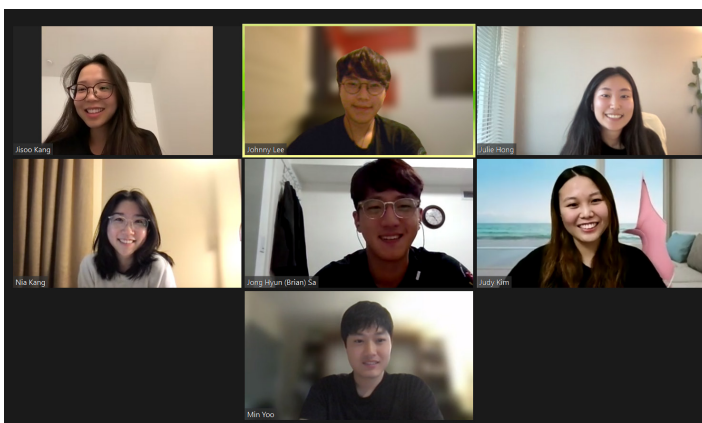 Jisoo Kang
Johnny Lee
Julie Hong
Nia Kang
Jong Hyun (Brian) Sa
Judy Kim
Min Yoo